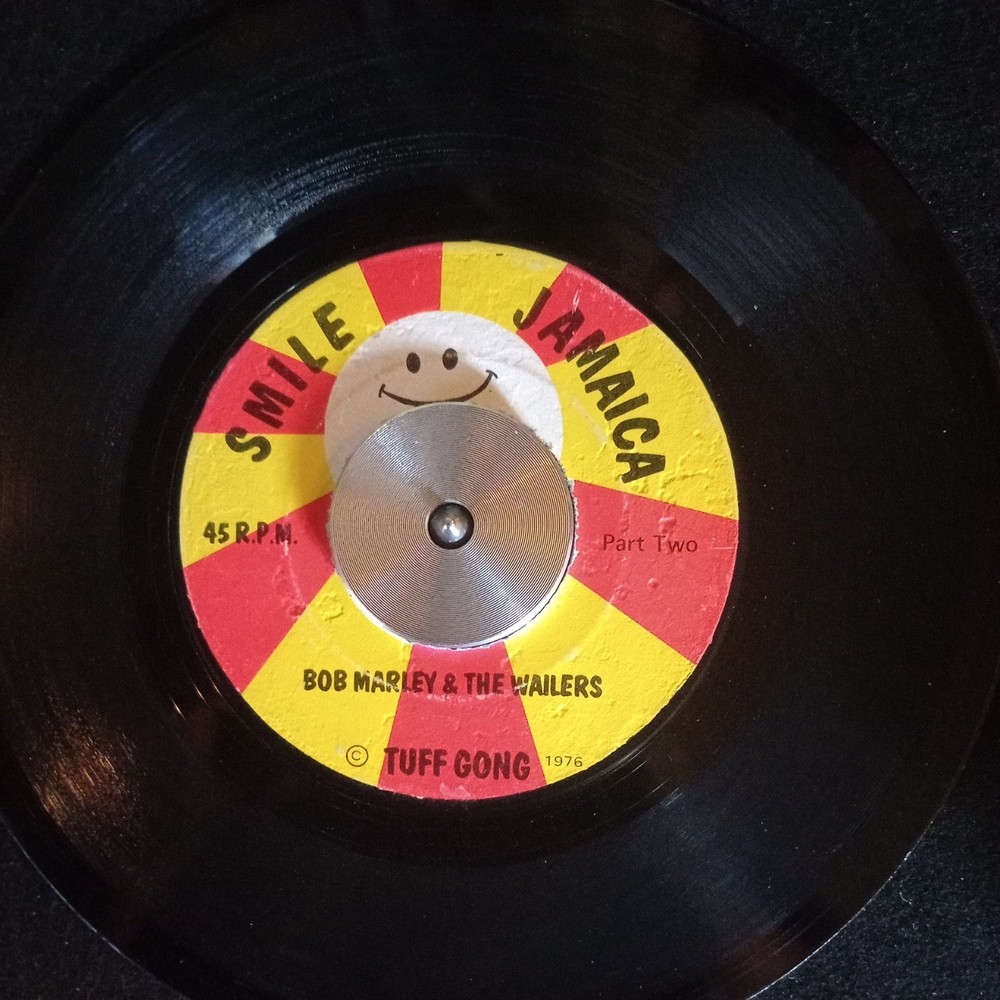 SMILE JAMAICA
45 R.P.M.
Part Two
BOB MARLEY & THE WAILERS
© TUFF GONG 1976